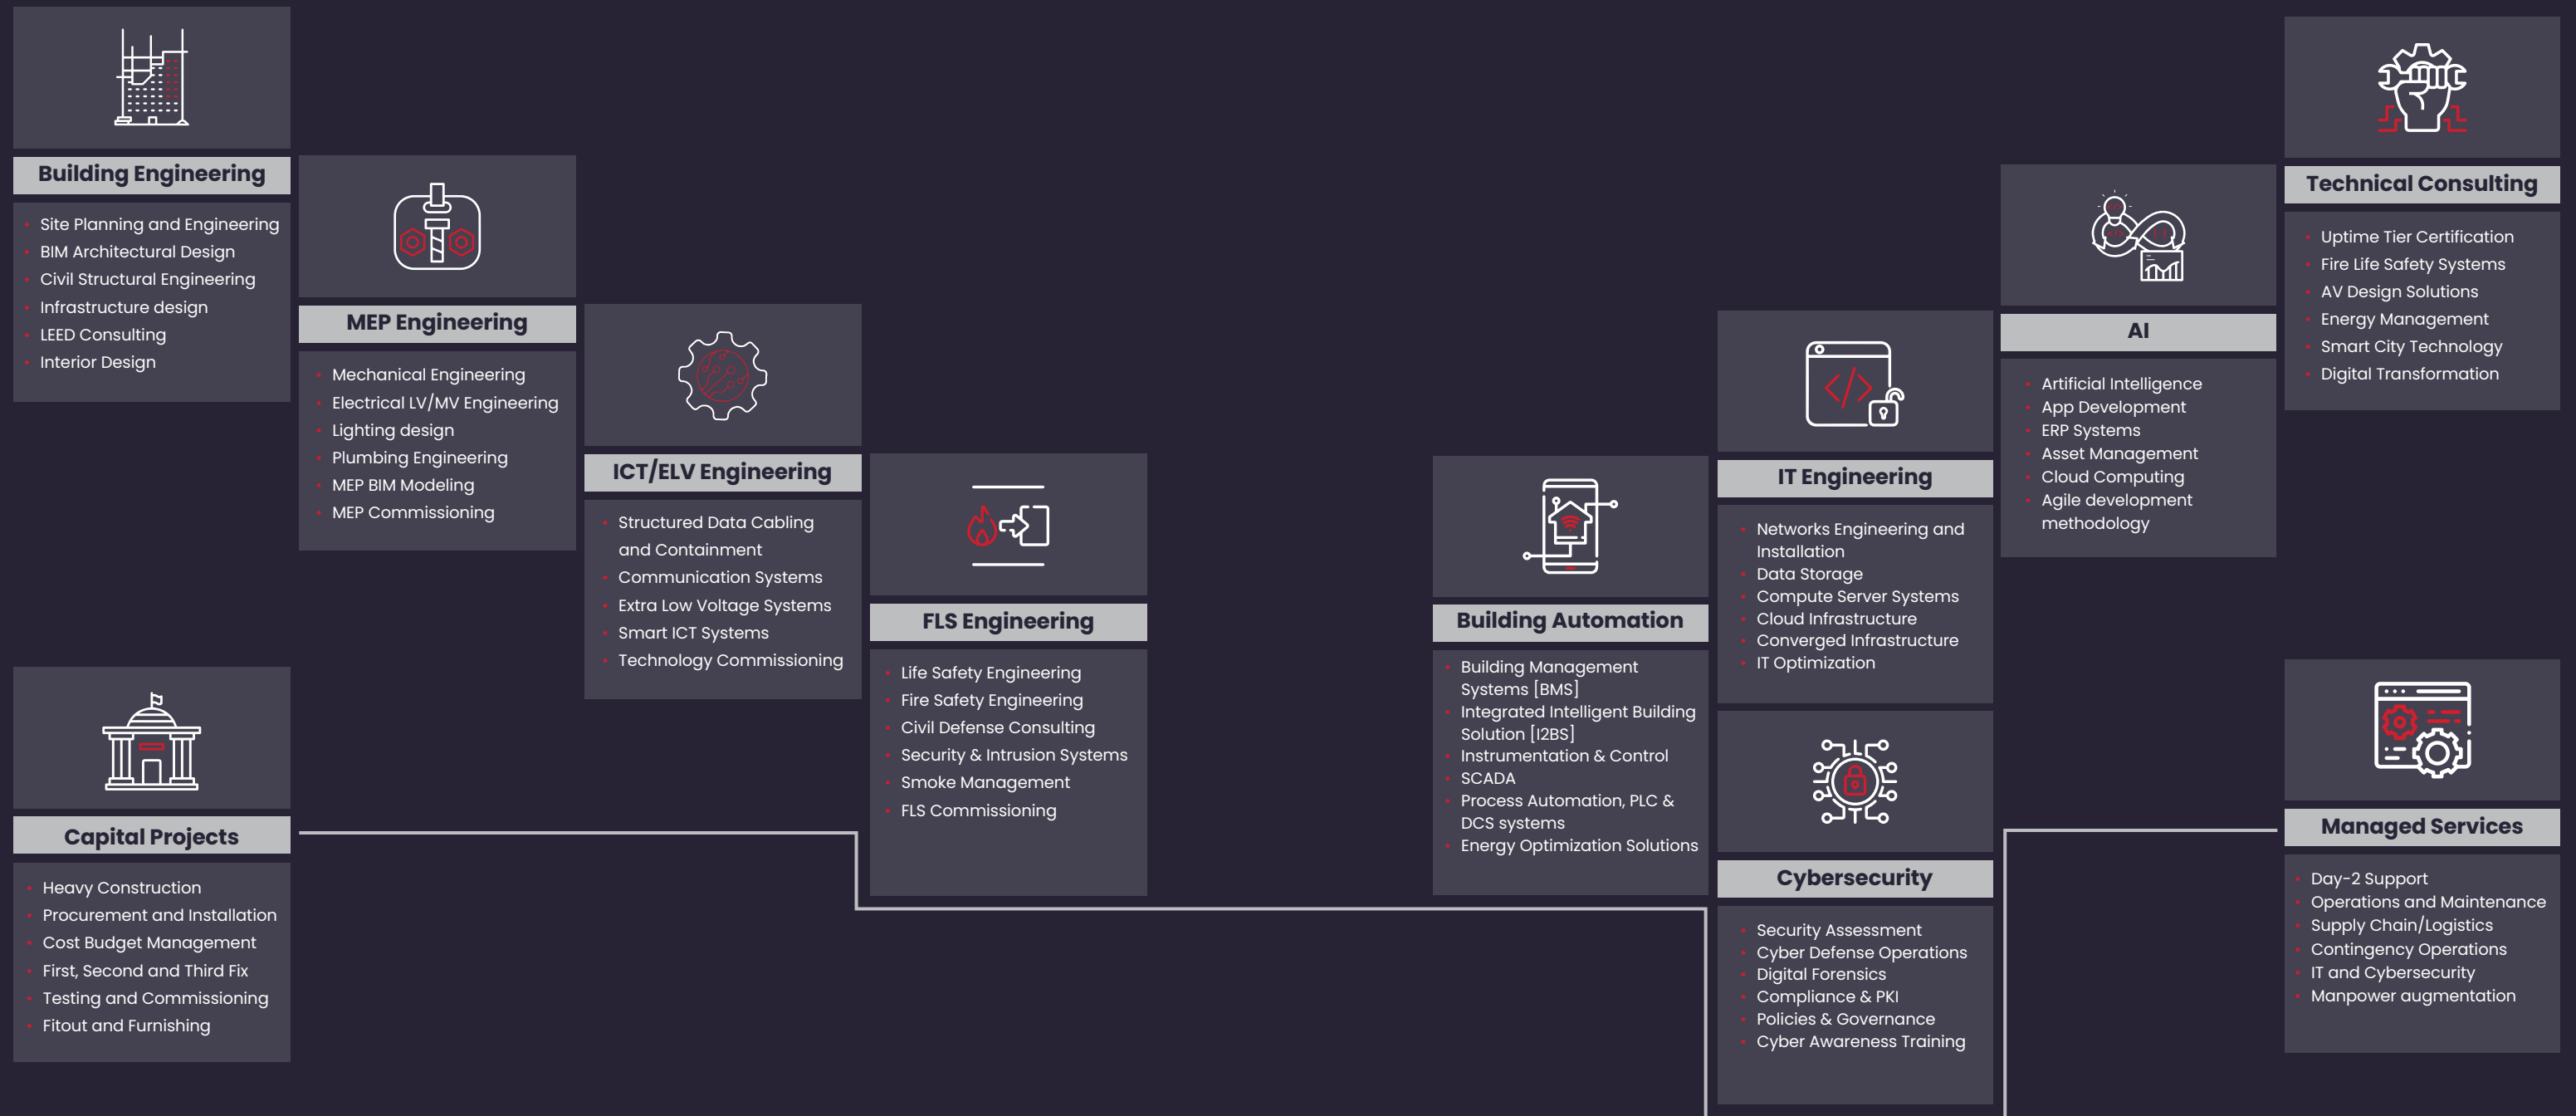 Building Engineering
Site Planning and Engineering
BIM Architectural Design
Civil Structural Engineering
Infrastructure design
LEED Consulting
Interior Design
MEP Engineering
Mechanical Engineering
Electrical LV/MV Engineering
Lighting design
Plumbing Engineering
MEP BIM Modeling
MEP Commissioning
ICT/ELV Engineering
Structured Data Cabling
and Containment
Communication Systems
Extra Low Voltage Systems
Smart ICT Systems
Technology Commissioning
FLS Engineering
Life Safety Engineering
Fire Safety Engineering
Civil Defense Consulting
Security & Intrusion Systems
Smoke Management
FLS Commissioning
Building Automation
Building Management
Systems [BMS]
Integrated Intelligent Building
Solution [I2BS]
Instrumentation & Control
SCADA
Process Automation, PLC &
DCS systems
Energy Optimization Solutions
IT Engineering
Networks Engineering and
Installation
Data Storage
Compute Server Systems
Cloud Infrastructure
Converged Infrastructure
IT Optimization
AI
Artificial Intelligence
App Development
ERP Systems
Asset Management
Cloud Computing
Agile development
methodology
Technical Consulting
Uptime Tier Certification
Fire Life Safety Systems
AV Design Solutions
Energy Management
Smart City Technology
Digital Transformation
Capital Projects
Heavy Construction
Procurement and Installation
Cost Budget Management
First, Second and Third Fix
Testing and Commissioning
Fitout and Furnishing
Cybersecurity
Security Assessment
Cyber Defense Operations
Digital Forensics
Compliance & PKI
Policies & Governance
Cyber Awareness Training
Managed Services
Day-2 Support
Operations and Maintenance
Supply Chain/Logistics
Contingency Operations
IT and Cybersecurity
Manpower augmentation